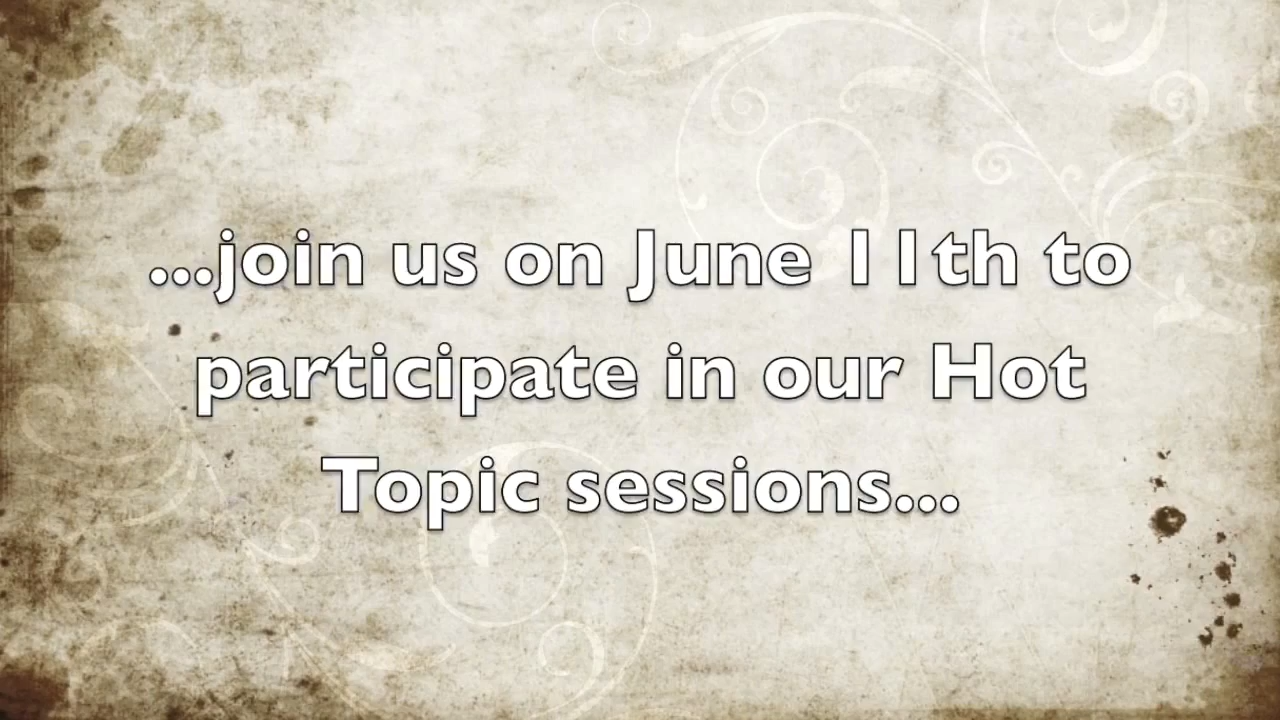 ...join us on June 11th to
participate in our Hot
Topic sessions...